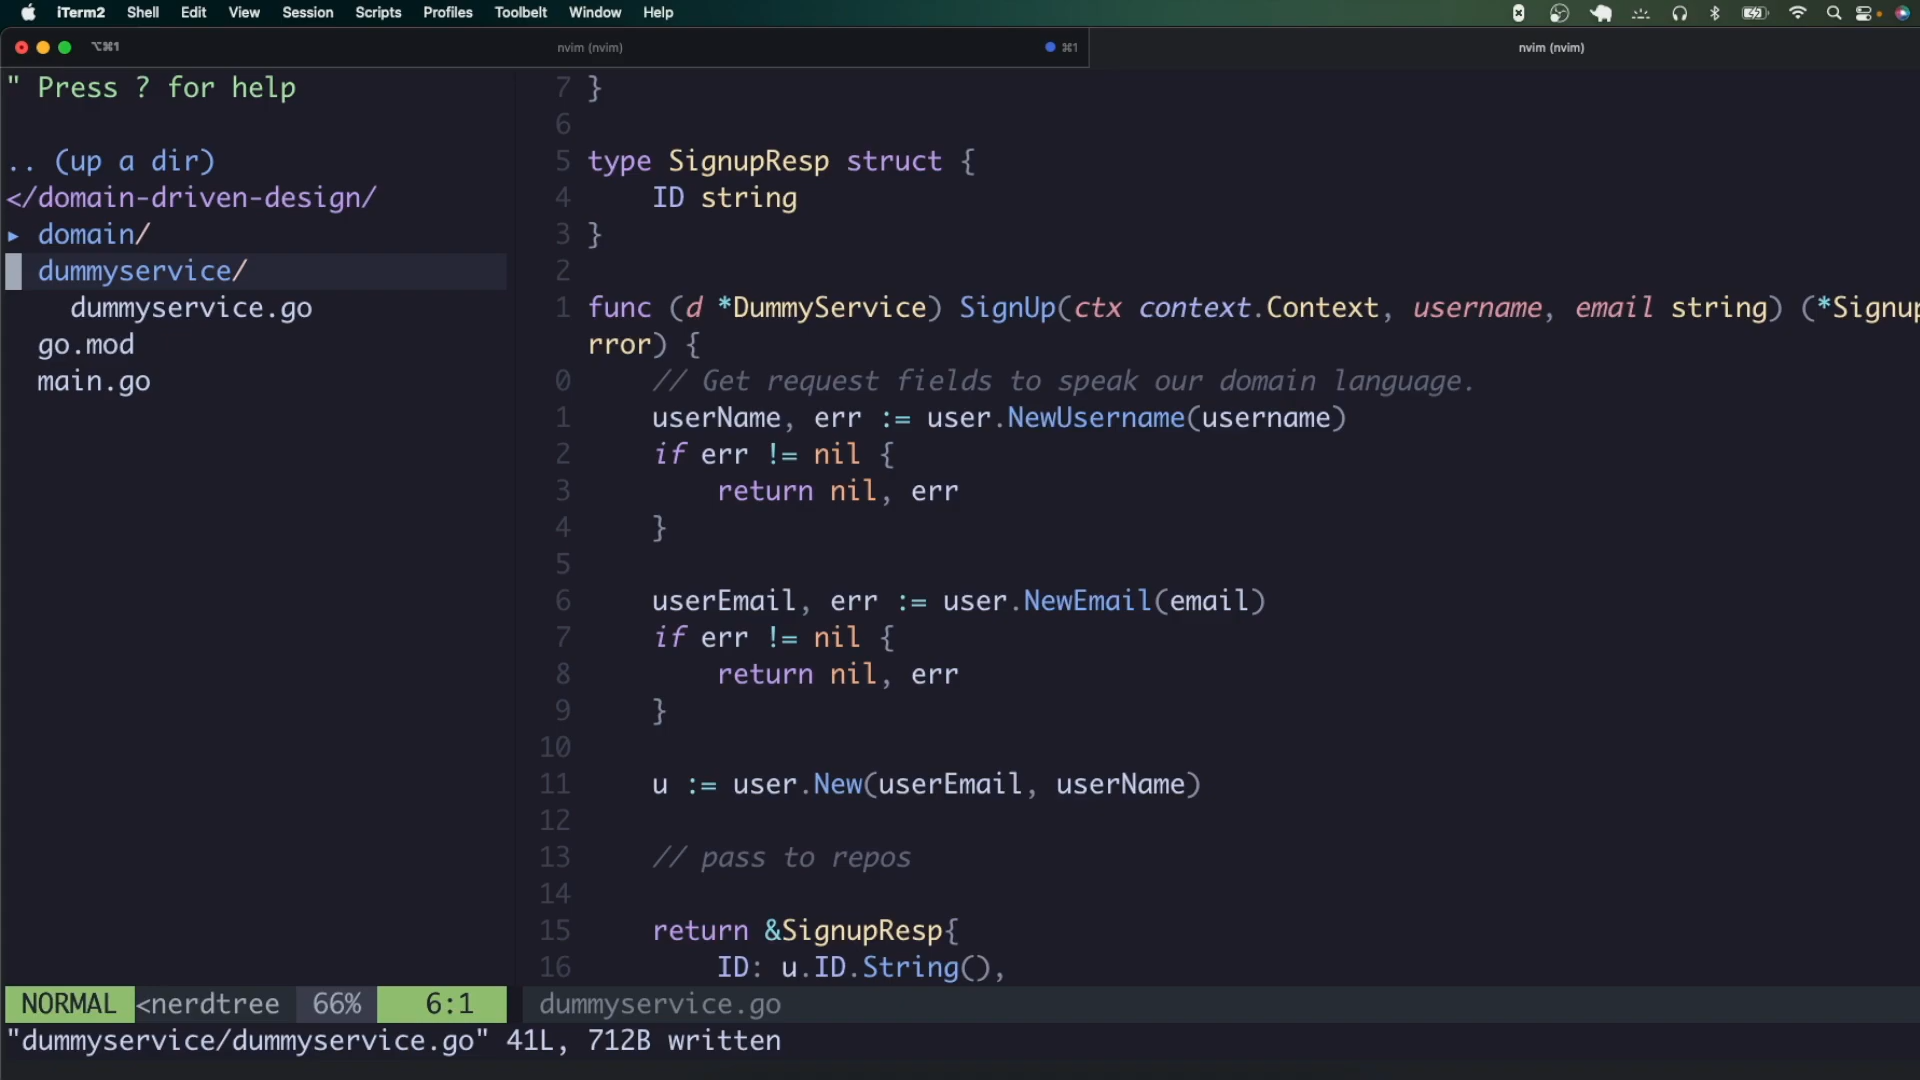 iTerm2 Shell Edit View Session Scripts Profiles Toolbelt Window Help
⌥⌘1 nvim (nvim) ⌘1 nvim (nvim)
" Press ? for help
.. (up a dir)
</domain-driven-design/
▸ domain/
dummyservice/
dummyservice.go
go.mod
main.go
7 }
6
5 type SignupResp struct {
4 ID string
3 }
2
1 func (d *DummyService) SignUp(ctx context.Context, username, email string) (*Signup
rror) {
0 // Get request fields to speak our domain language.
1 userName, err := user.NewUsername(username)
2 if err != nil {
3 return nil, err
4 }
5
6 userEmail, err := user.NewEmail(email)
7 if err != nil {
8 return nil, err
9 }
10
11 u := user.New(userEmail, userName)
12
13 // pass to repos
14
15 return &SignupResp{
16 ID: u.ID.String(),
NORMAL <nerdtree 66% 6:1 dummyservice.go
"dummyservice/dummyservice.go" 41L, 712B written